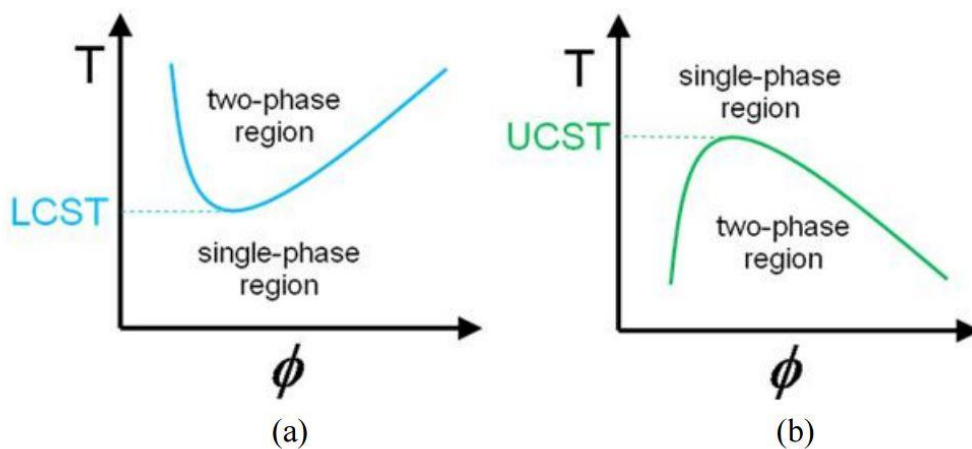 T
two-phase
region
LCST
single-phase
region
ϕ
(a)
T
single-phase
region
UCST
two-phase
region
ϕ
(b)